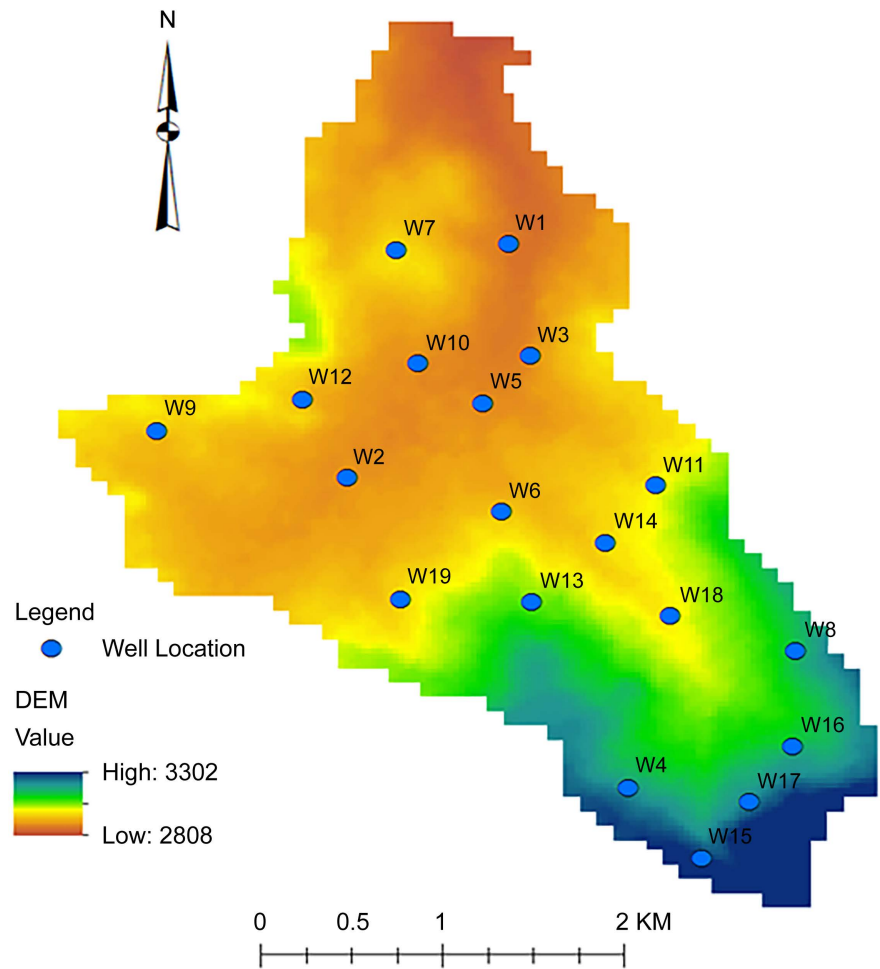 N
W7
W1
W10
W3
W12
W5
W9
W2
W11
W6
W14
W19
W13
W18
Legend
Well Location
W8
DEM
Value
W16
High: 3302
W4
W17
Low: 2808
W15
0 0.5 1 2 KM